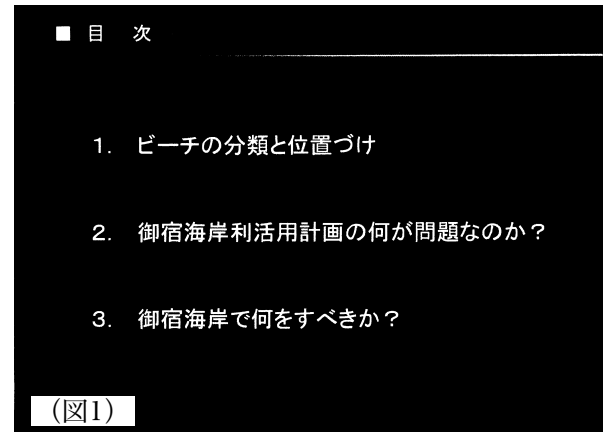 ■ 目　次
1.　ビーチの分類と位置づけ
2.　御宿海岸利活用計画の何が問題なのか？
3.　御宿海岸で何をすべきか？
（図1）